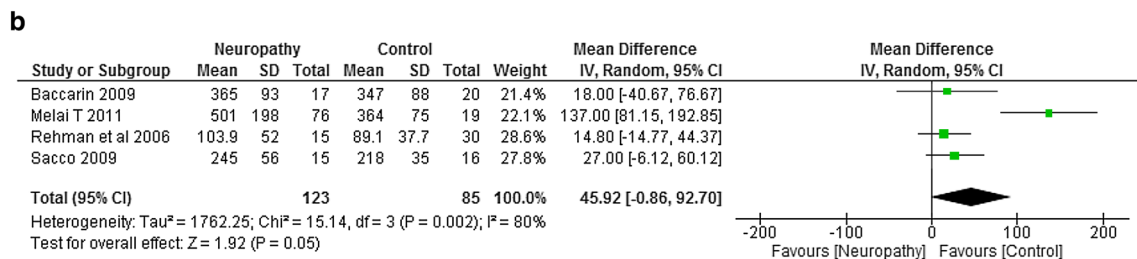 b
Neuropathy Control Mean Difference Mean Difference
Study or Subgroup Mean SD Total Mean SD Total Weight IV, Random, 95% CI IV, Random, 95% CI
Baccarin 2009 365 93 17 347 88 20 21.4% 18.00 [-40.67, 76.67]
Melai T 2011 501 198 76 364 75 19 22.1% 137.00 [81.15, 192.85]
Rehman et al 2006 103.9 52 15 89.1 37.7 30 28.6% 14.80 [-14.77, 44.37]
Sacco 2009 245 56 15 218 35 16 27.8% 27.00 [-6.12, 60.12]
Total (95% CI) 123 85 100.0% 45.92 [-0.86, 92.70]
Heterogeneity: Tau² = 1762.25; Chi² = 15.14, df = 3 (P = 0.002); I² = 80%
Test for overall effect: Z = 1.92 (P = 0.05)
-200 -100 0 100 200
Favours [Neuropathy] Favours [Control]